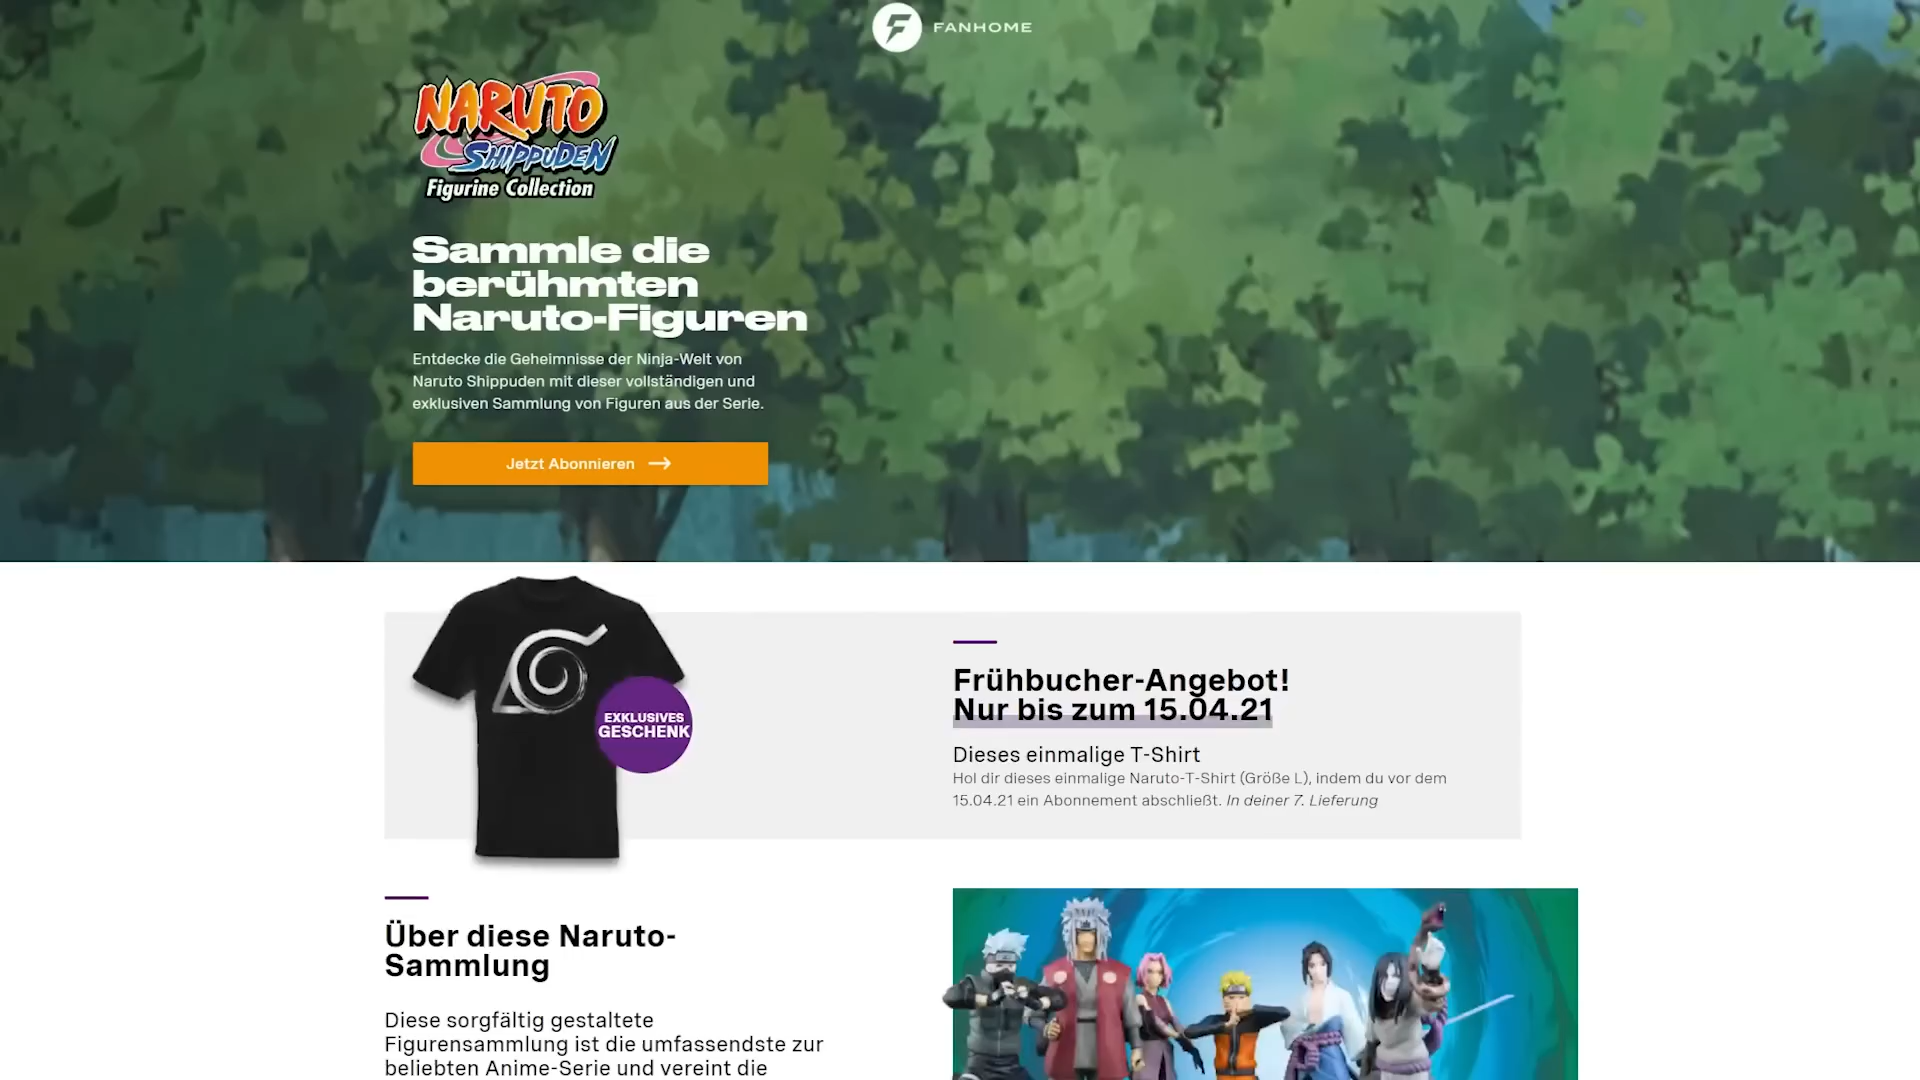 FANHOME
NARUTO
SHIPPUDEN
Figurine Collection
Sammle die
berühmten
Naruto-Figuren
Entdecke die Geheimnisse der Ninja-Welt von
Naruto Shippuden mit dieser vollständigen und
exklusiven Sammlung von Figuren aus der Serie.
Jetzt Abonnieren
EXKLUSIVES
GESCHENK
Frühbucher-Angebot!
Nur bis zum 15.04.21
Dieses einmalige T-Shirt
Hol dir dieses einmalige Naruto-T-Shirt (Größe L), indem du vor dem
15.04.21 ein Abonnement abschließt. In deiner 7. Lieferung
Über diese Naruto-
Sammlung
Diese sorgfältig gestaltete
Figurensammlung ist die umfassendste zur
beliebten Anime-Serie und vereint die